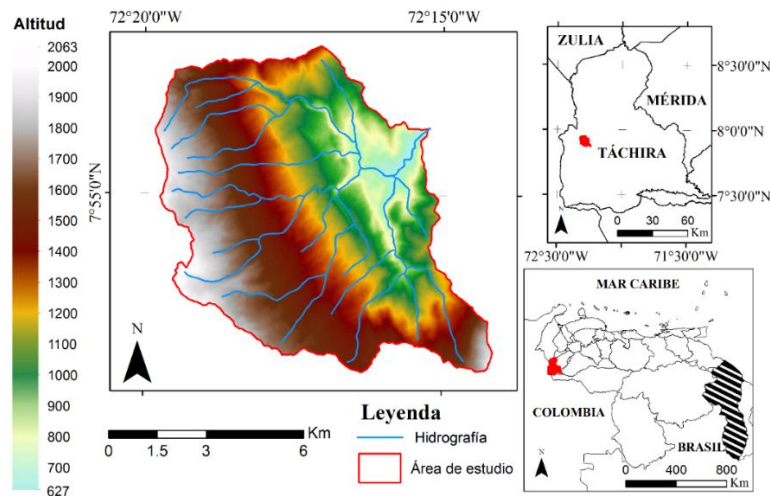 Altitud
2063
2000
1900
1800
1700
1600
1500
1400
1300
1200
1100
1000
900
800
700
627
72°20'0"W
72°15'0"W
7°55'0"N
N
Km
0 1.5 3 6
Leyenda
Hidrografía
Área de estudio
ZULIA
MÉRIDA
TÁCHIRA
8°30'0"N
8°0'0"N
7°30'0"N
N
0 30 60
Km
72°30'0"W
71°30'0"W
MAR CARIBE
COLOMBIA
BRASIL
N
Km
0 400 800